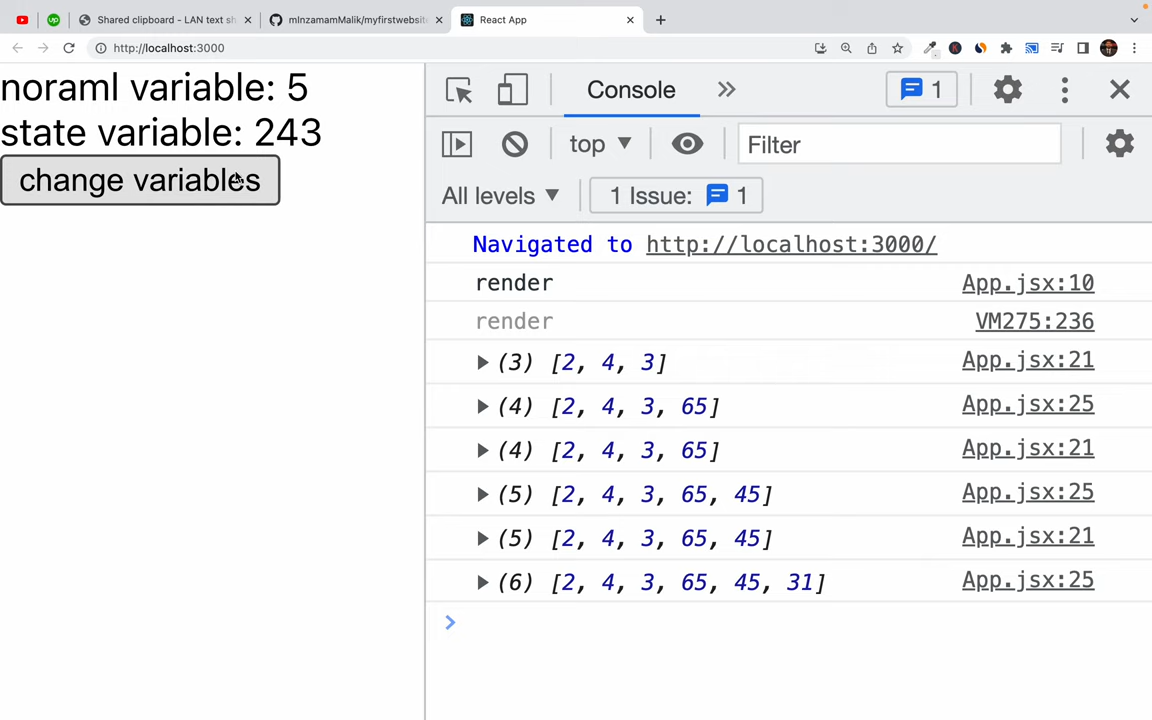 Shared clipboard - LAN text sh
mInzamamMalik/myfirstwebsite
React App
http://localhost:3000
noraml variable: 5
state variable: 243
change variables
Console
1
top
Filter
All levels
1 Issue: 1
Navigated to http://localhost:3000/
render App.jsx:10
render VM275:236
(3) [2, 4, 3] App.jsx:21
(4) [2, 4, 3, 65] App.jsx:25
(4) [2, 4, 3, 65] App.jsx:21
(5) [2, 4, 3, 65, 45] App.jsx:25
(5) [2, 4, 3, 65, 45] App.jsx:21
(6) [2, 4, 3, 65, 45, 31] App.jsx:25